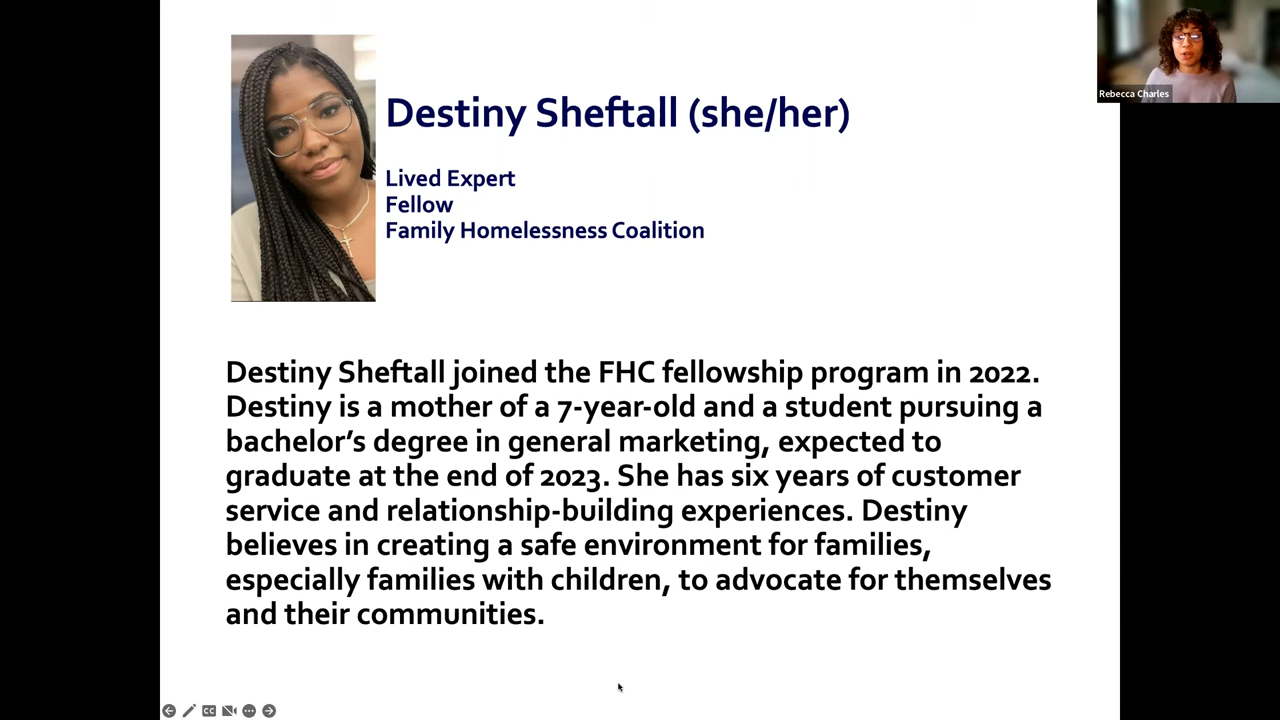 Destiny Sheftall (she/her)
Lived Expert
Fellow
Family Homelessness Coalition
Rebecca Charles
Destiny Sheftall joined the FHC fellowship program in 2022.
Destiny is a mother of a 7-year-old and a student pursuing a
bachelor’s degree in general marketing, expected to
graduate at the end of 2023. She has six years of customer
service and relationship-building experiences. Destiny
believes in creating a safe environment for families,
especially families with children, to advocate for themselves
and their communities.
CC